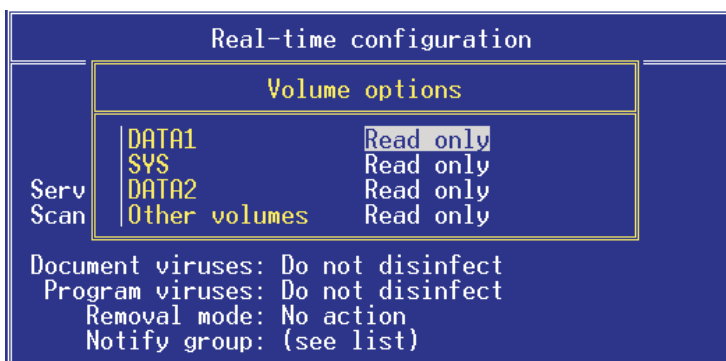 Real-time configuration
Volume options
DATA1 Read only
SYS Read only
Serv DATA2 Read only
Scan Other volumes Read only
Document viruses: Do not disinfect
Program viruses: Do not disinfect
Removal mode: No action
Notify group: (see list)